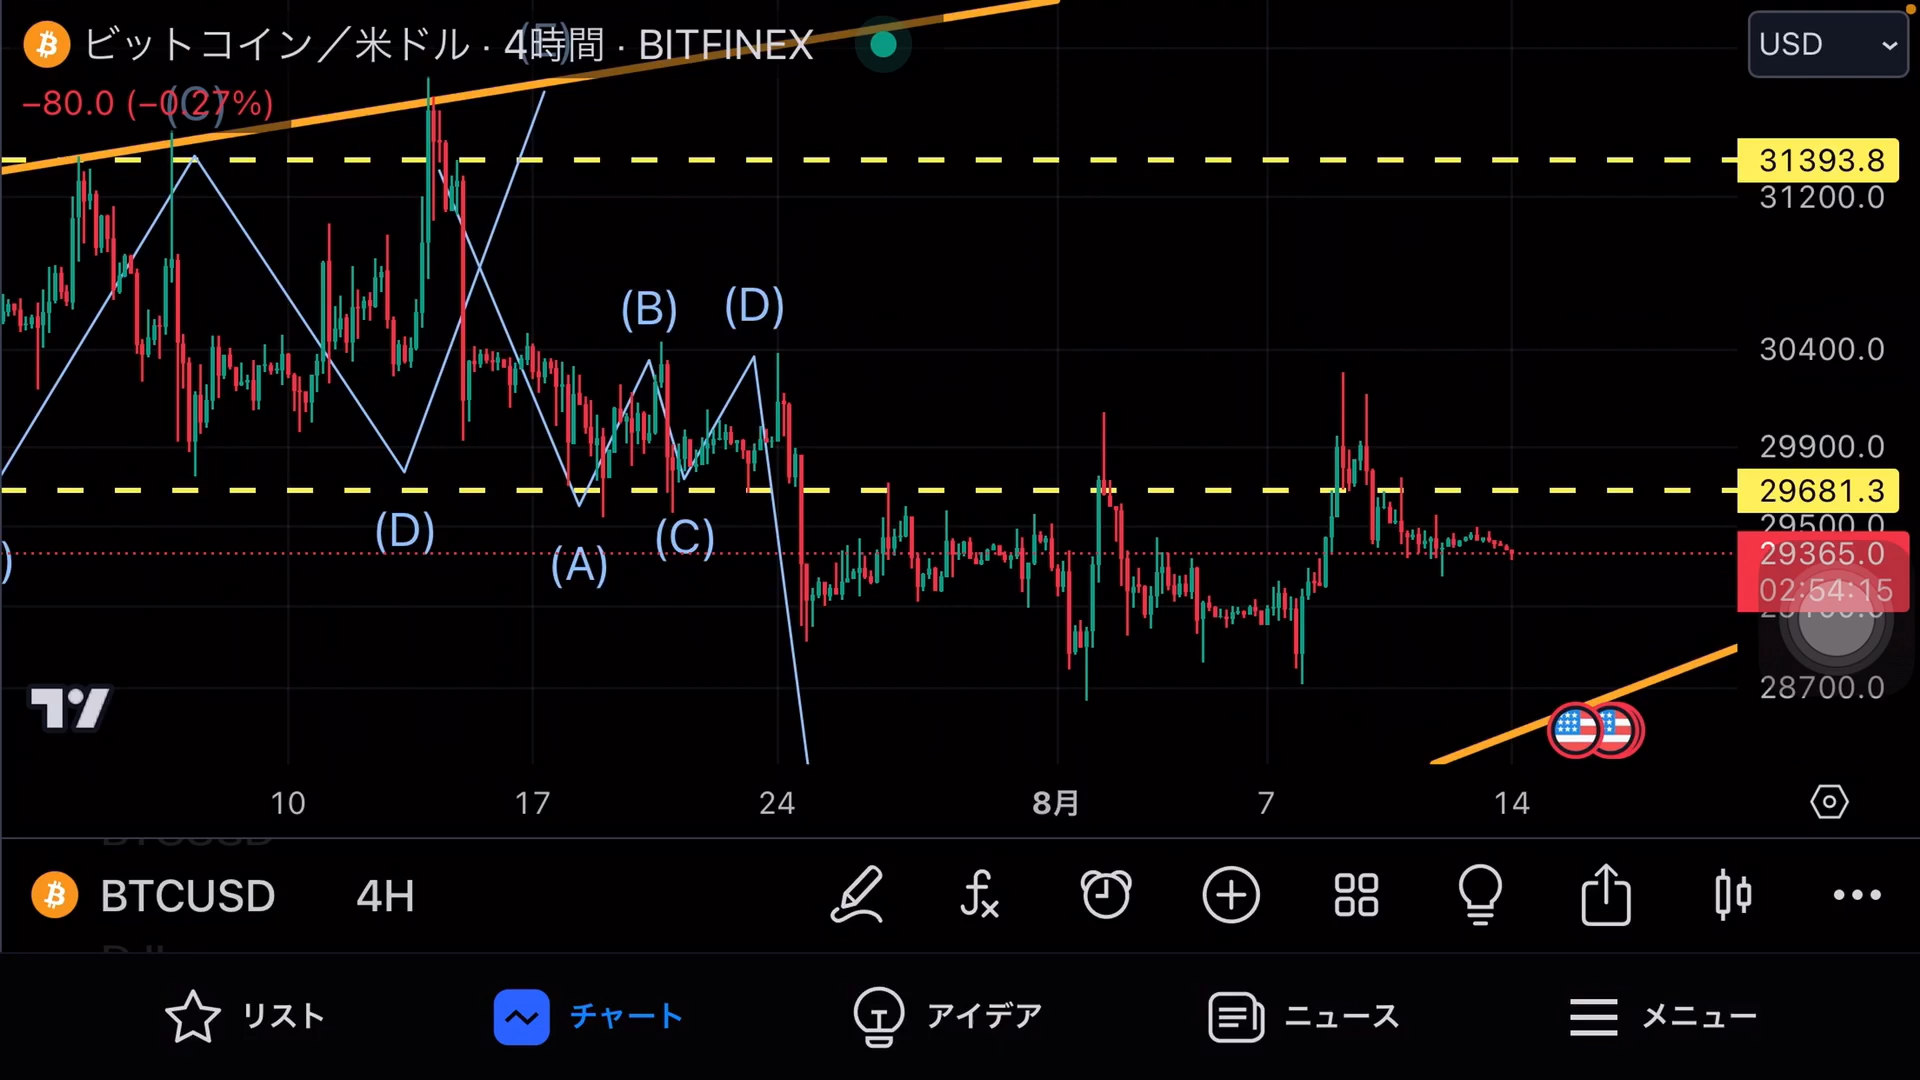 ビットコイン／米ドル · 4時間 · BITFINEX
USD
−80.0 (−0.27%)
(C)
31393.8
31200.0
(B)
(D)
30400.0
29900.0
29681.3
29500.0
(D)
(C)
(A)
29365.0
02:54:15
28700.0
10
17
24
8月
7
14
BTCUSD
4H
リスト
チャート
アイデア
ニュース
メニュー